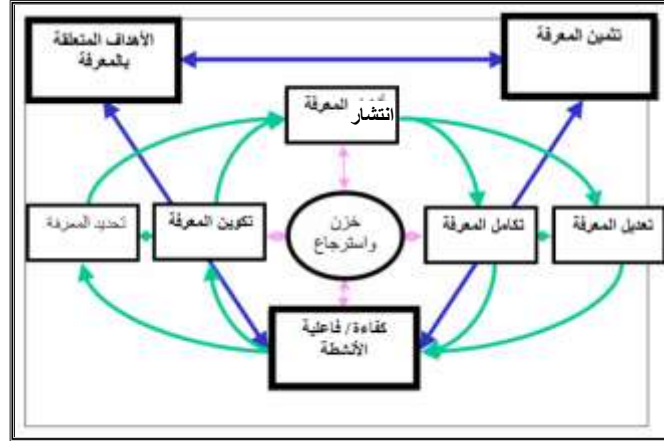 الأهداف المتعلقة
بالمعرفة
تثمين المعرفة
المعرفة
انتشار
تحديد المعرفة
تكوين المعرفة
خزن
واسترجاع
تكامل المعرفة
تعديل المعرفة
كفاءة/ فاعلية
الأنشطة